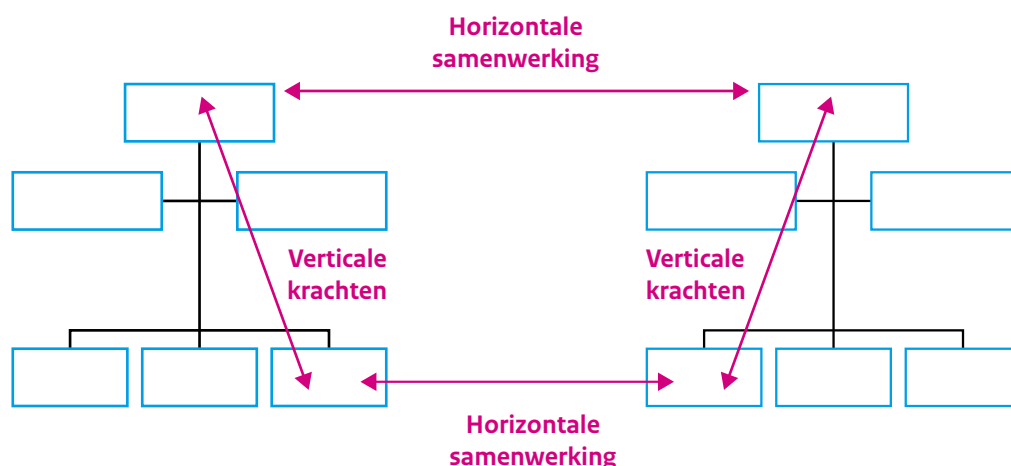 Horizontale
samenwerking
Verticale
krachten
Verticale
krachten
Horizontale
samenwerking